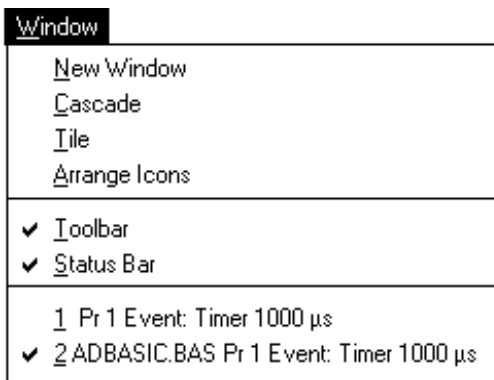 Window
New Window
Cascade
Tile
Arrange Icons
Toolbar
Status Bar
1 Pr 1 Event: Timer 1000 µs
2 ADBASIC.BAS Pr 1 Event: Timer 1000 µs